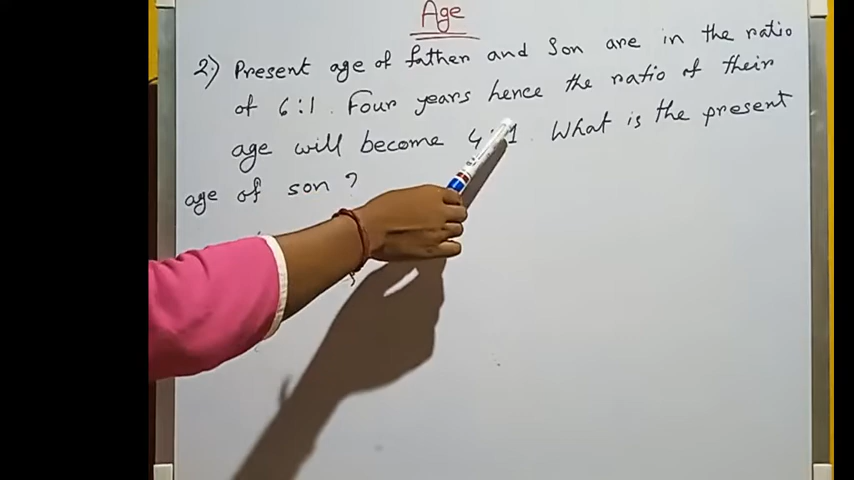 Age
2) Present age of father and Son are in the ratio
of 6:1. Four years hence the ratio of their
age will become 4:1. What is the present
age of son ?